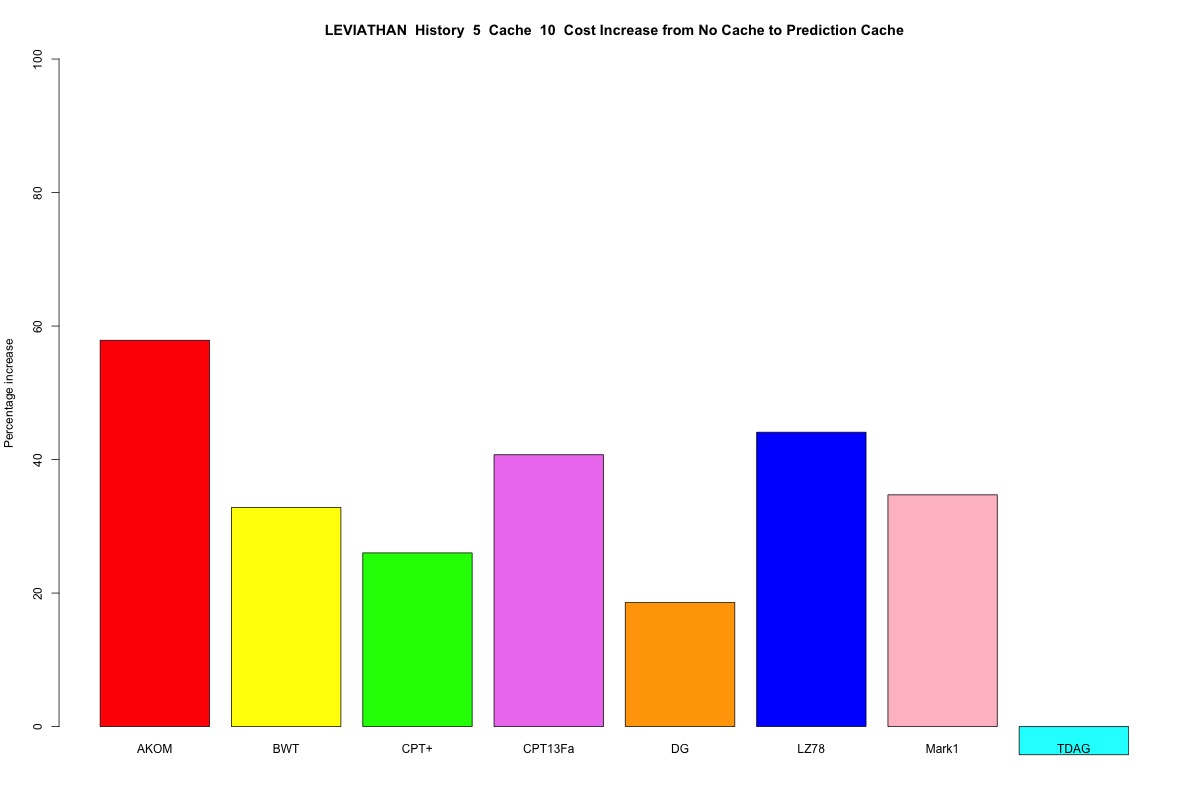 LEVIATHAN  History  5  Cache  10  Cost Increase from No Cache to Prediction Cache
Percentage increase
100
80
60
40
20
0
AKOM BWT CPT+ CPT13Fa DG LZ78 Mark1 TDAG